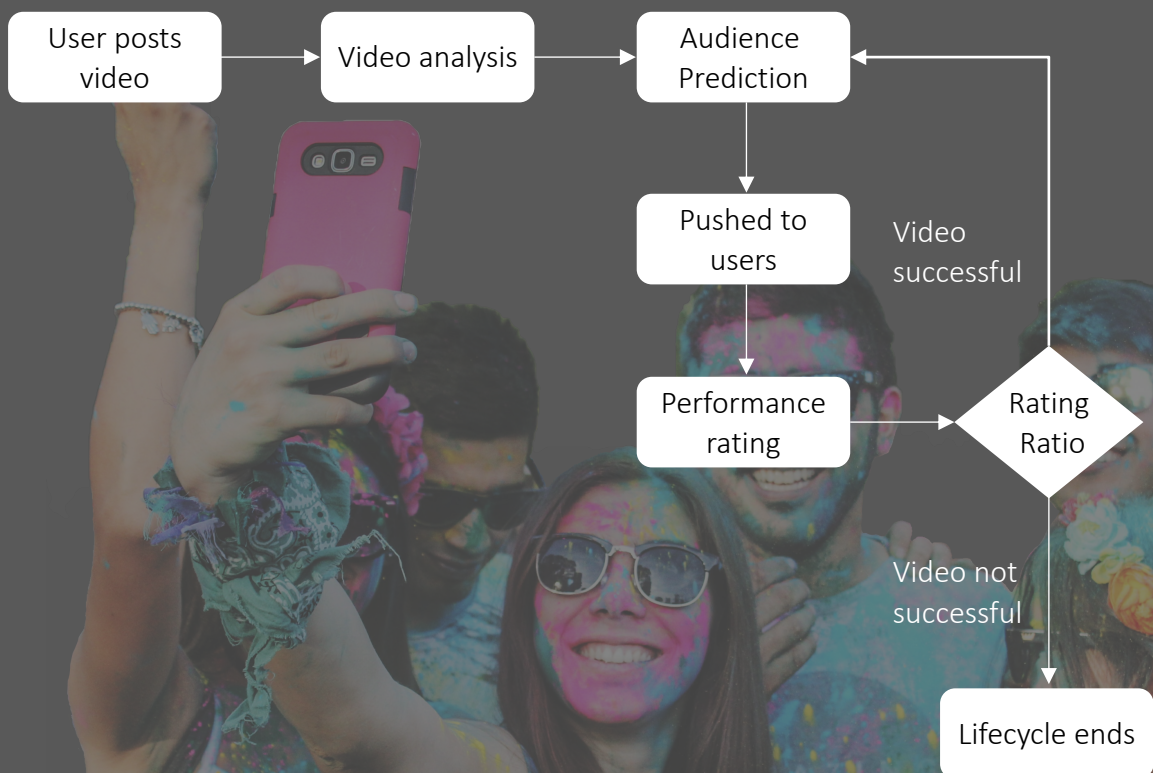 User posts
video
Video analysis
Audience
Prediction
Pushed to
users
Video
successful
Performance
rating
Rating
Ratio
Video not
successful
Lifecycle ends